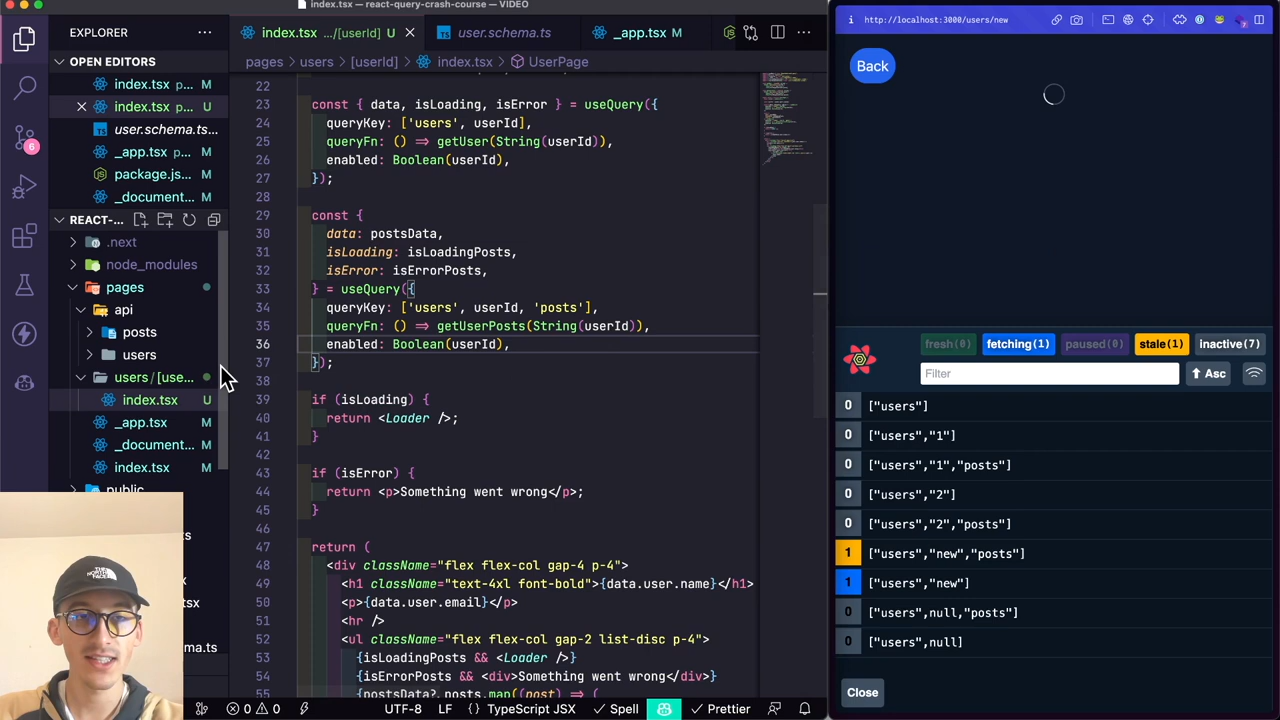 index.tsx — react-query-crash-course — VIDEO
EXPLORER
OPEN EDITORS
index.tsx p... M
index.tsx p... U
user.schema.ts...
_app.tsx p... M
package.js... M
_document... M
REACT-...
.next
node_modules
pages
api
posts
users
users/[use...
index.tsx U
_app.tsx M
_document... M
index.tsx M
public
index.tsx .../[userId] U
user.schema.ts
_app.tsx M
pages > users > [userId] > index.tsx > UserPage
22
23 const { data, isLoading, isError } = useQuery({
24 queryKey: ['users', userId],
25 queryFn: () => getUser(String(userId)),
26 enabled: Boolean(userId),
27 });
28
29 const {
30 data: postsData,
31 isLoading: isLoadingPosts,
32 isError: isErrorPosts,
33 } = useQuery({
34 queryKey: ['users', userId, 'posts'],
35 queryFn: () => getUserPosts(String(userId)),
36 enabled: Boolean(userId),
37 });
38
39 if (isLoading) {
40 return <Loader />;
41 }
42
43 if (isError) {
44 return <p>Something went wrong</p>;
45 }
46
47 return (
48 <div className="flex flex-col gap-4 p-4">
49 <h1 className="text-4xl font-bold">{data.user.name}</h1>
50 <p>{data.user.email}</p>
51 <hr />
52 <ul className="flex flex-col gap-2 list-disc p-4">
53 {isLoadingPosts && <Loader />}
54 {isErrorPosts && <div>Something went wrong</div>}
55 {postsData?.posts.map((post) => (
0 0
UTF-8
LF
{} TypeScript JSX
Spell
Prettier
6
http://localhost:3000/users/new
Back
fresh(0)
fetching(1)
paused(0)
stale(1)
inactive(7)
Filter
Asc
0 ["users"]
0 ["users","1"]
0 ["users","1","posts"]
0 ["users","2"]
0 ["users","2","posts"]
1 ["users","new","posts"]
1 ["users","new"]
0 ["users",null,"posts"]
0 ["users",null]
Close